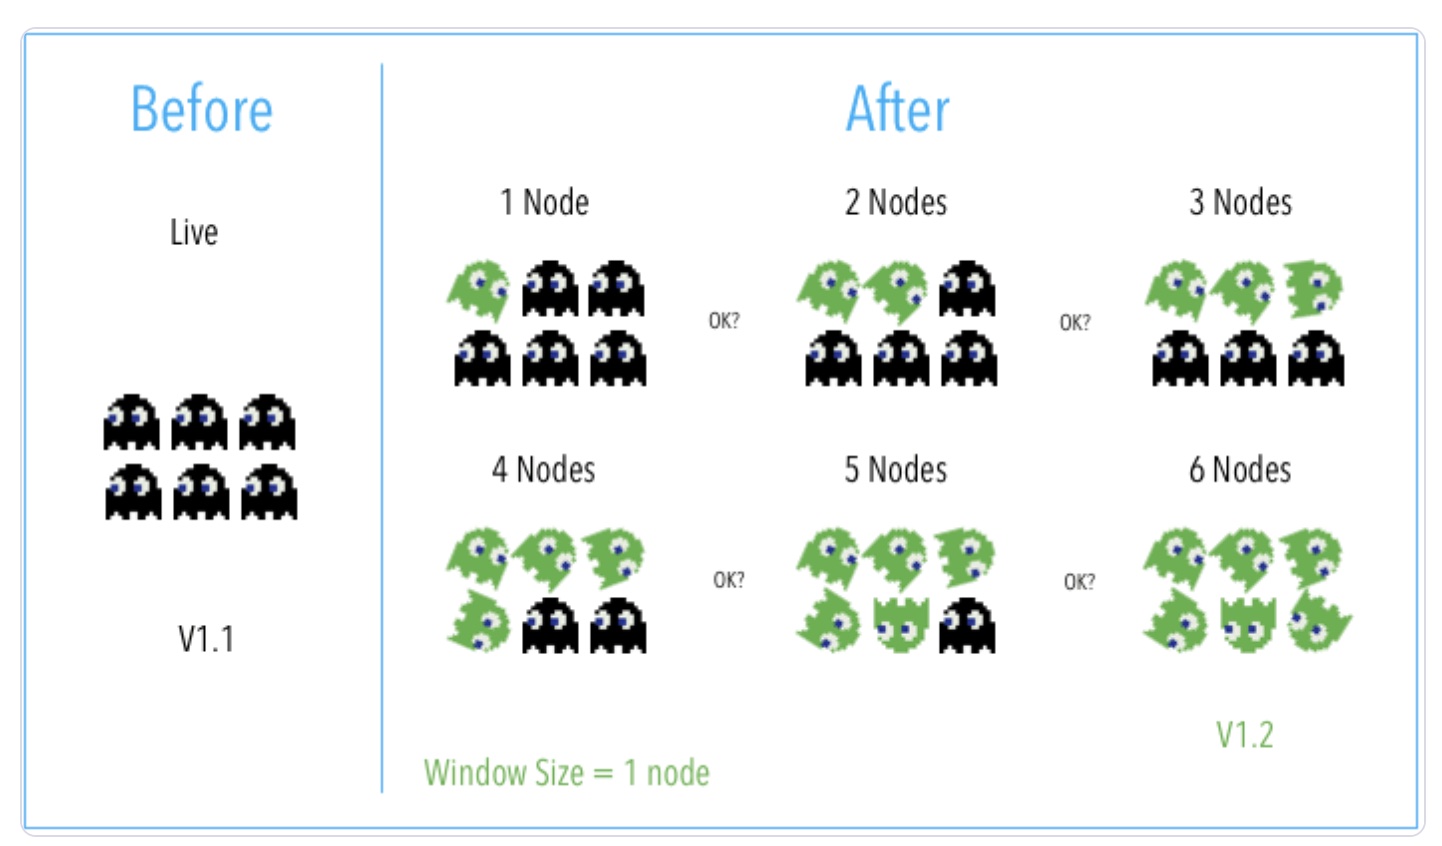 Before
Live
V1.1
After
1 Node
OK?
2 Nodes
OK?
3 Nodes
4 Nodes
OK?
5 Nodes
OK?
6 Nodes
V1.2
Window Size = 1 node